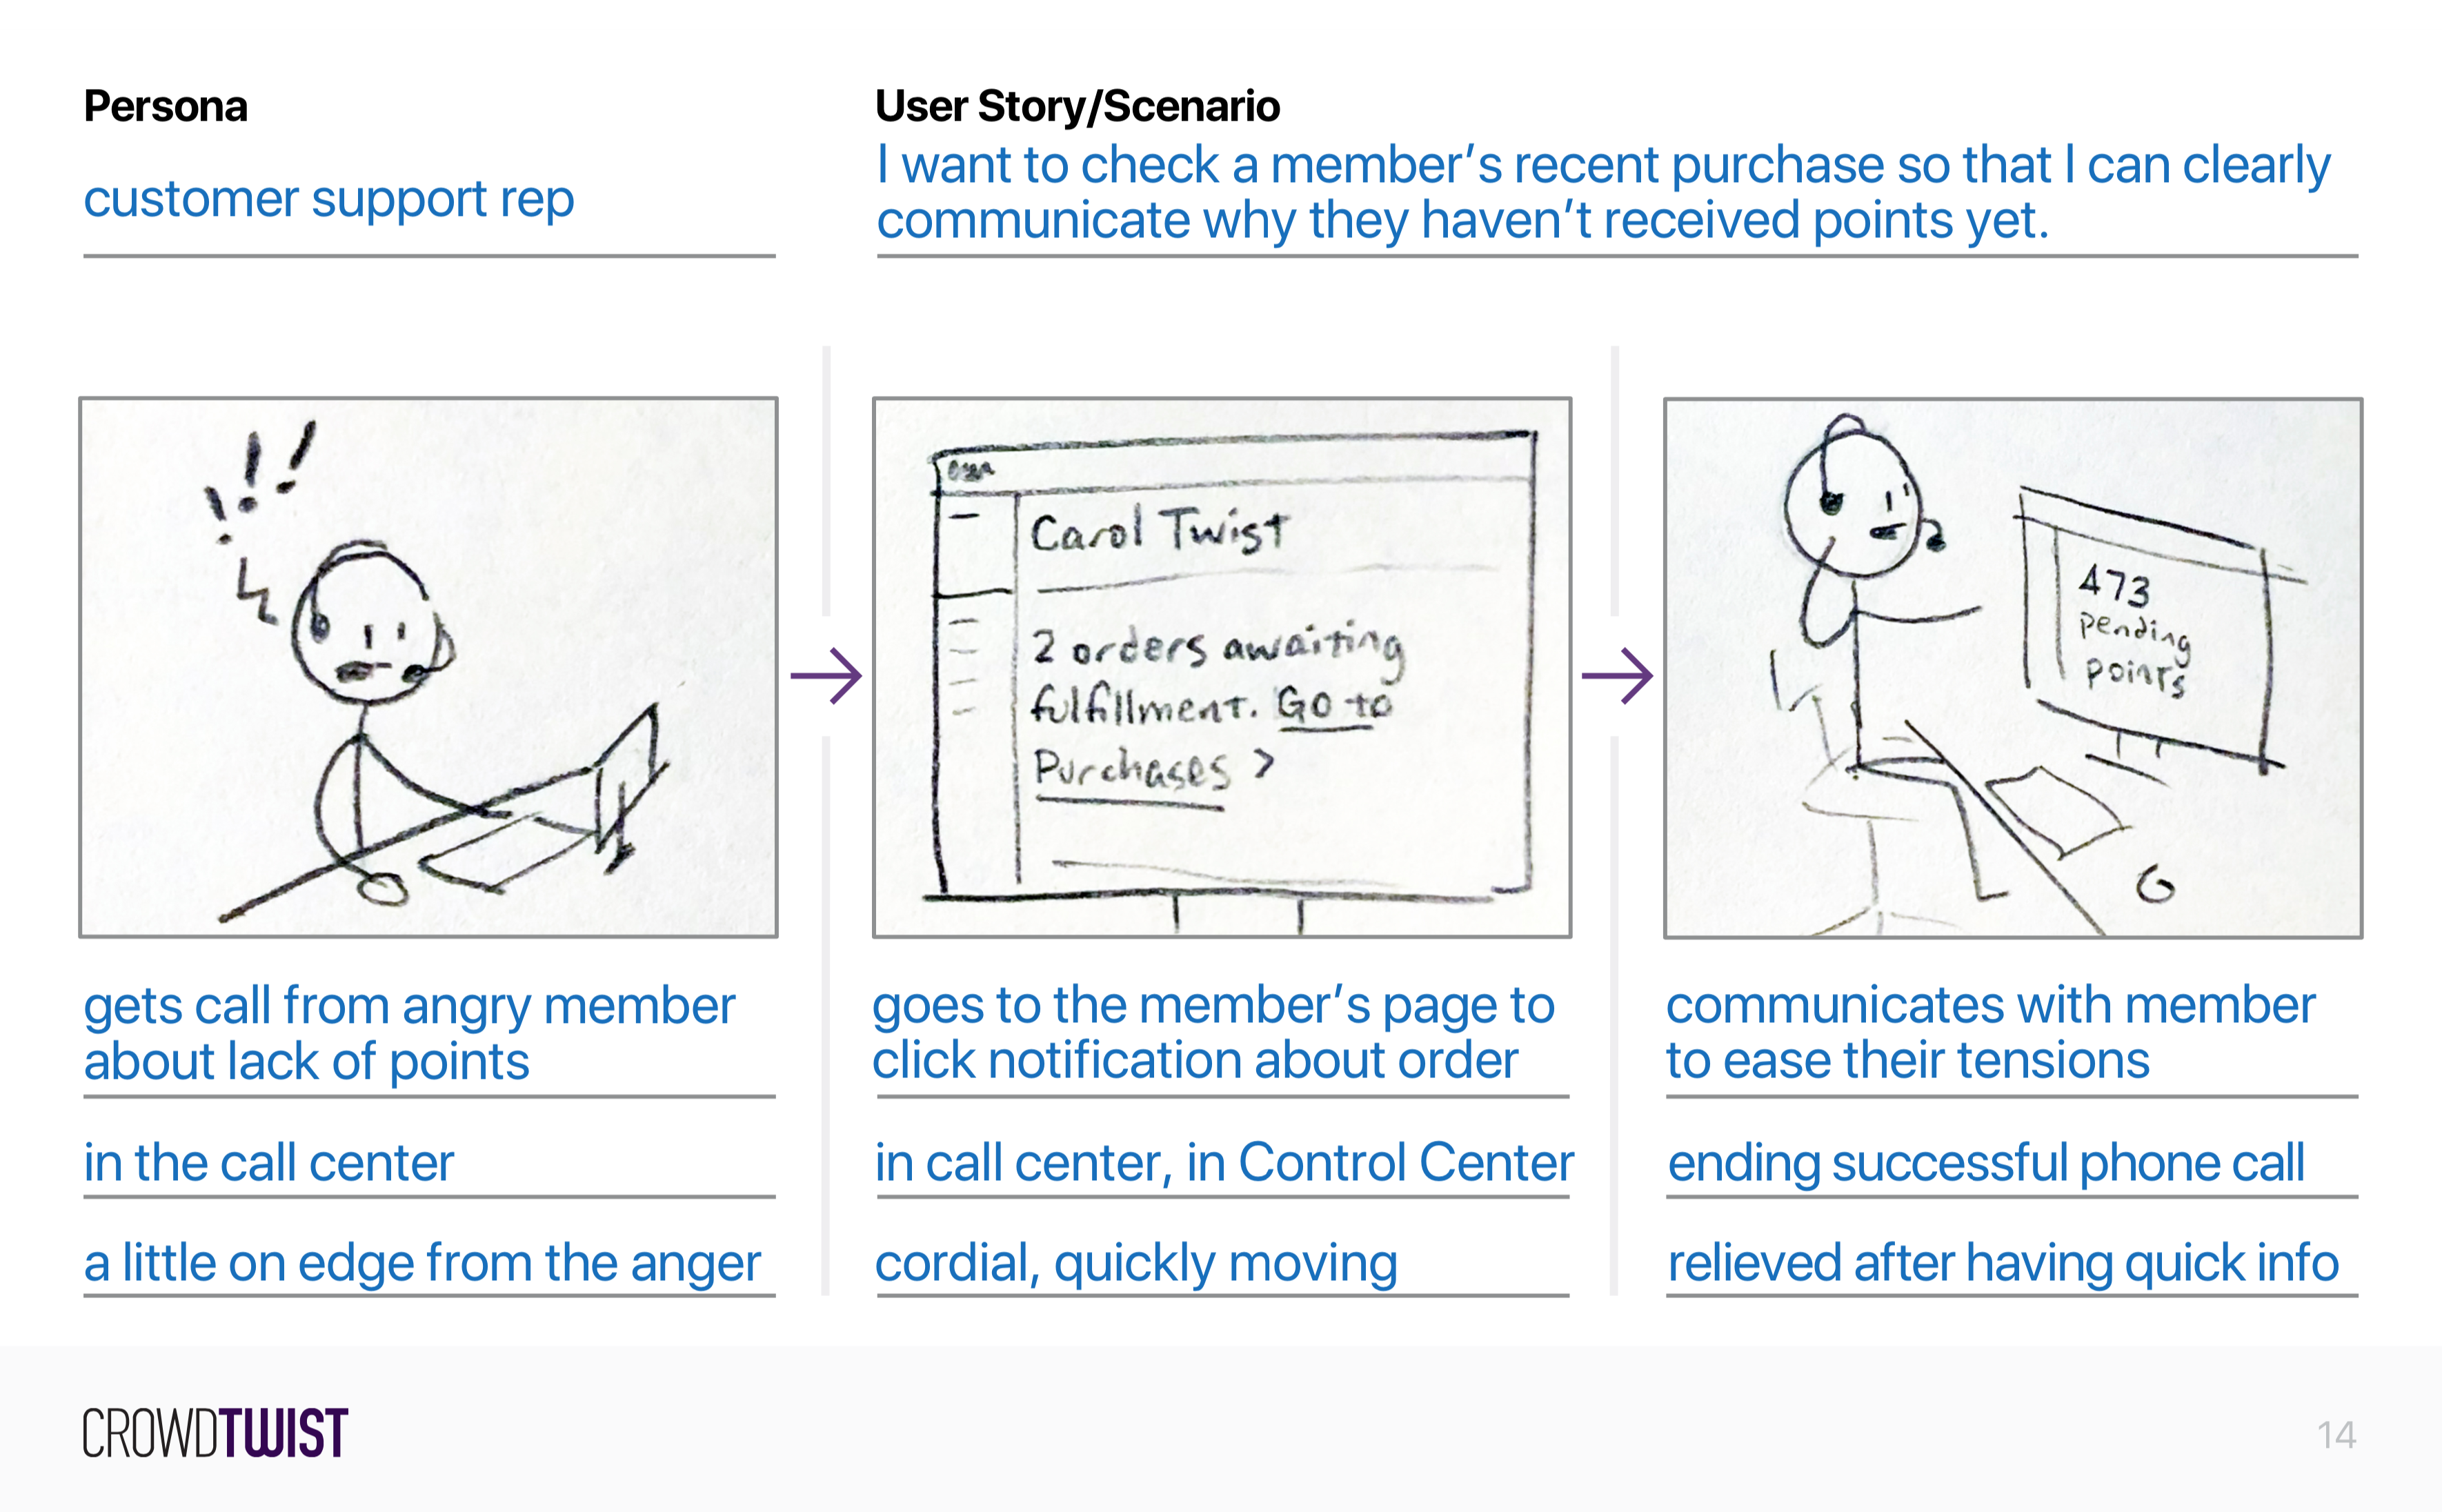 Persona
customer support rep
User Story/Scenario
I want to check a member's recent purchase so that I can clearly
communicate why they haven't received points yet.
!!!
Carol Twist
2 orders awaiting
fulfillment. Go to
Purchases >
473
pending
points
gets call from angry member
about lack of points
in the call center
a little on edge from the anger
goes to the member's page to
click notification about order
in call center, in Control Center
cordial, quickly moving
communicates with member
to ease their tensions
ending successful phone call
relieved after having quick info
CROWDTWIST
14